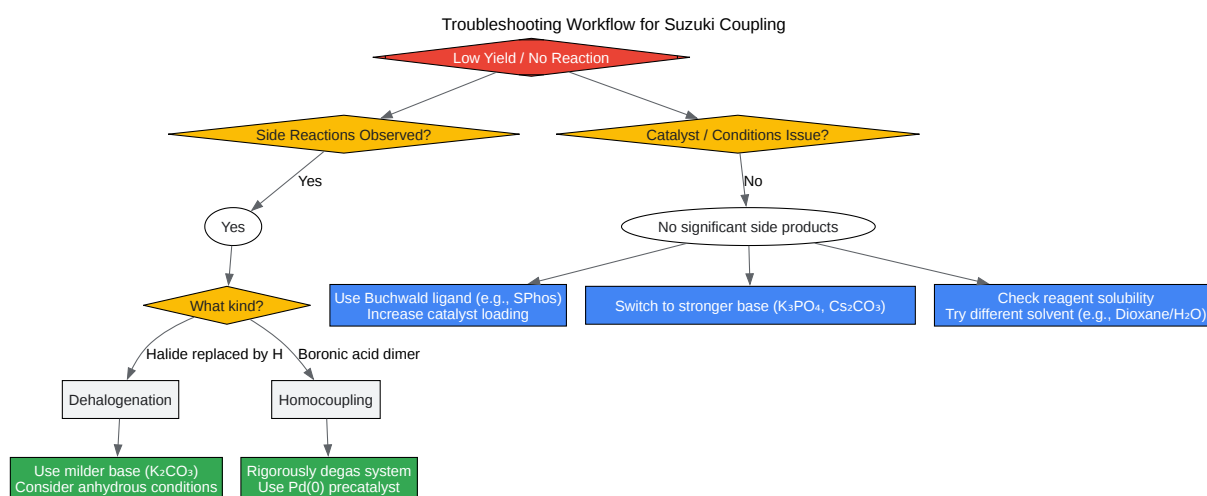 Troubleshooting Workflow for Suzuki Coupling
Low Yield / No Reaction
Side Reactions Observed?
Catalyst / Conditions Issue?
Yes
No
Yes
No significant side products
What kind?
Use Buchwald ligand (e.g., SPhos)
Increase catalyst loading
Switch to stronger base (K₃PO₄, Cs₂CO₃)
Check reagent solubility
Try different solvent (e.g., Dioxane/H₂O)
Halide replaced by H
Boronic acid dimer
Dehalogenation
Homocoupling
Use milder base (K₂CO₃)
Consider anhydrous conditions
Rigorously degas system
Use Pd(0) precatalyst